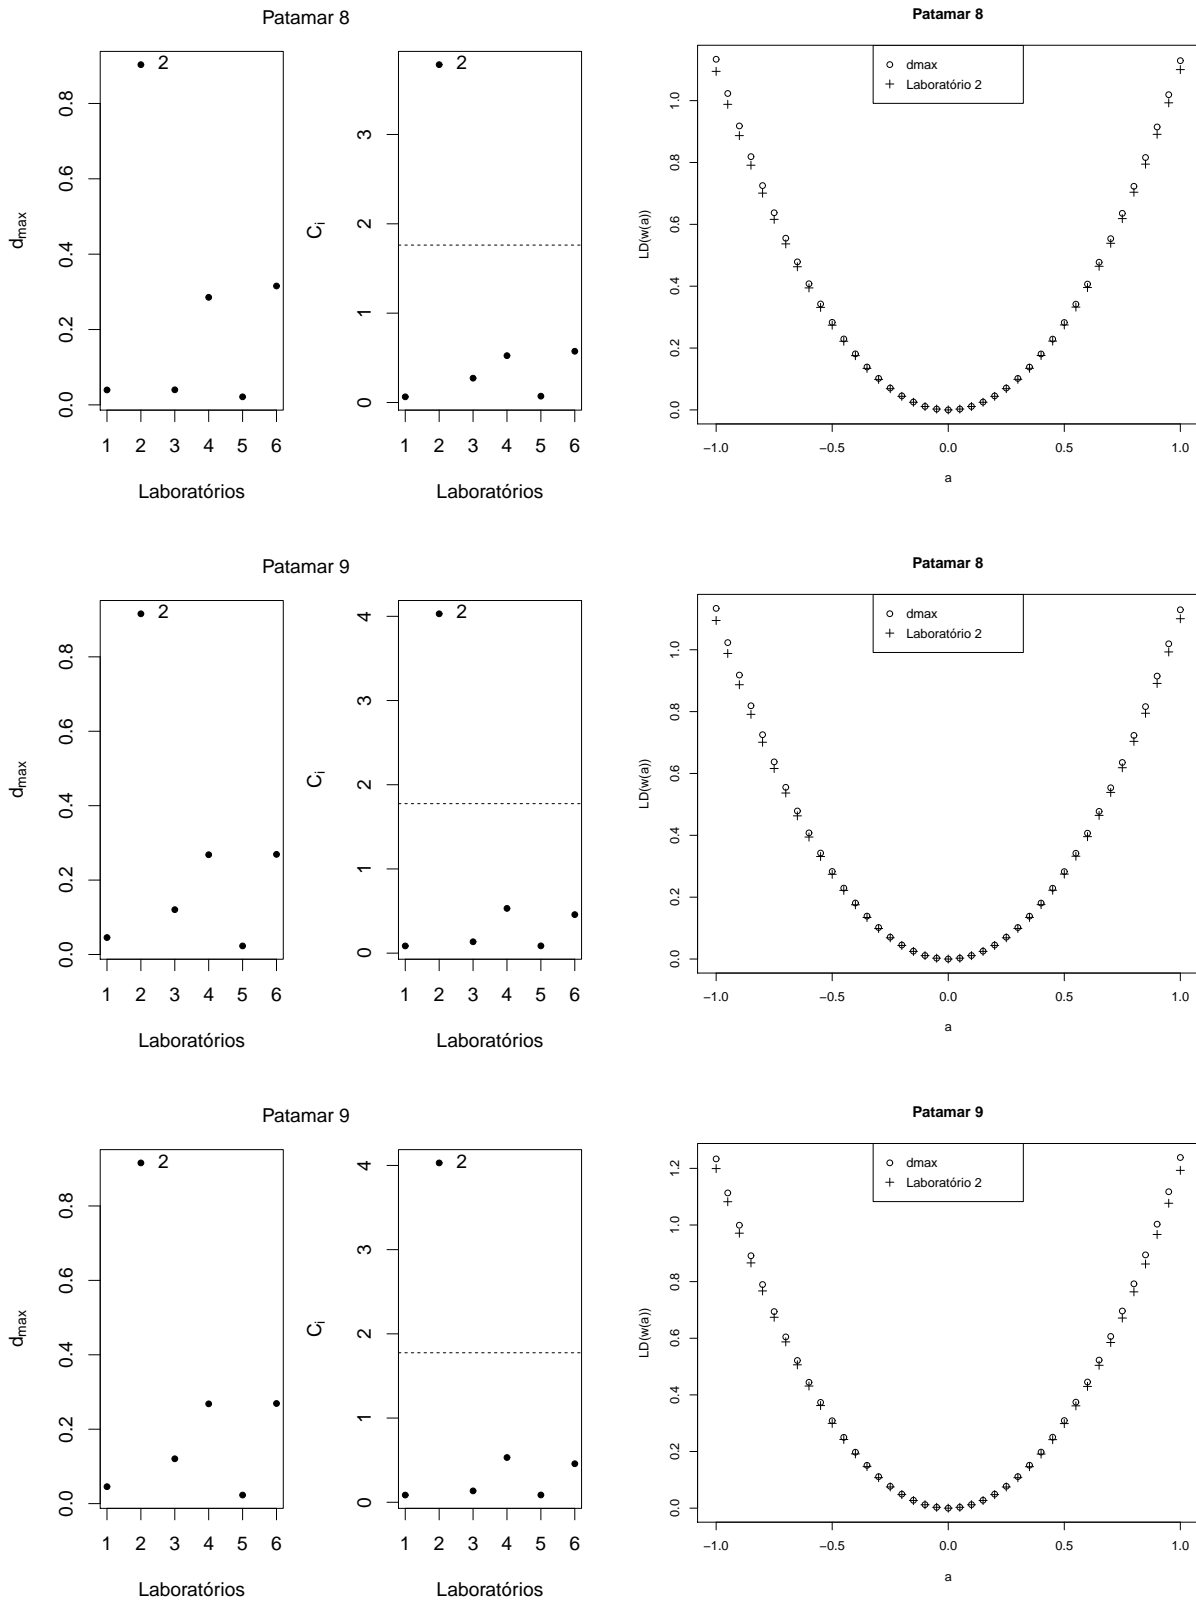 Patamar 8
d_max
0.0 0.2 0.4 0.6 0.8
2
1 2 3 4 5 6
Laboratórios
C_i
0 1 2 3
2
1 2 3 4 5 6
Laboratórios
Patamar 8
LD(w(a))
0.0 0.2 0.4 0.6 0.8 1.0
dmax
Laboratório 2
−1.0 −0.5 0.0 0.5 1.0
a
Patamar 9
d_max
0.0 0.2 0.4 0.6 0.8
2
1 2 3 4 5 6
Laboratórios
C_i
0 1 2 3 4
2
1 2 3 4 5 6
Laboratórios
Patamar 8
LD(w(a))
0.0 0.2 0.4 0.6 0.8 1.0
dmax
Laboratório 2
−1.0 −0.5 0.0 0.5 1.0
a
Patamar 9
d_max
0.0 0.2 0.4 0.6 0.8
2
1 2 3 4 5 6
Laboratórios
C_i
0 1 2 3 4
2
1 2 3 4 5 6
Laboratórios
Patamar 9
LD(w(a))
0.0 0.2 0.4 0.6 0.8 1.0 1.2
dmax
Laboratório 2
−1.0 −0.5 0.0 0.5 1.0
a